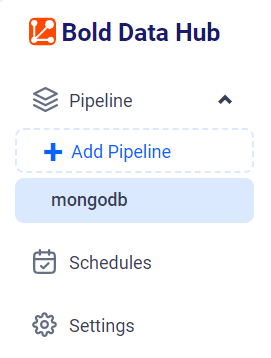 Bold Data Hub
Pipeline
Add Pipeline
mongodb
Schedules
Settings